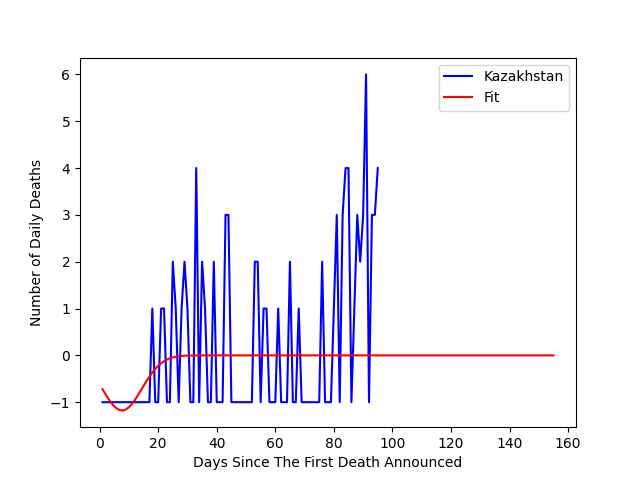 Kazakhstan
Fit
Number of Daily Deaths
6
5
4
3
2
1
0
−1
0 20 40 60 80 100 120 140 160
Days Since The First Death Announced